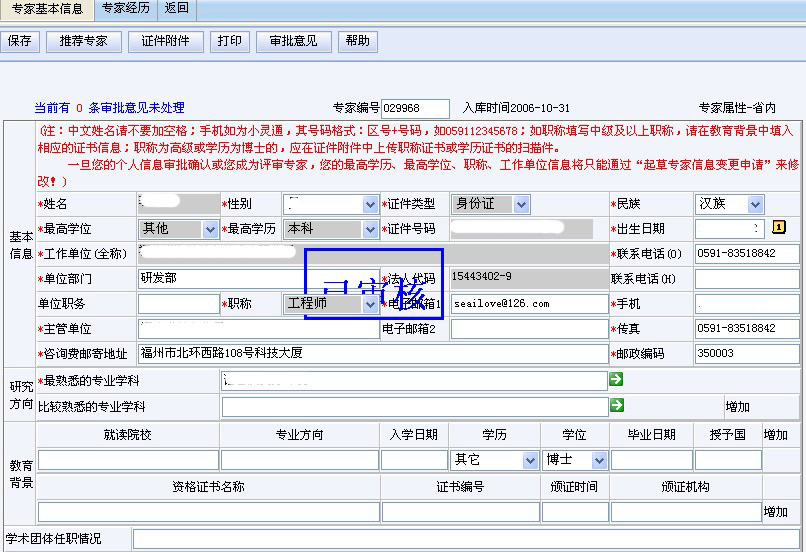 专家基本信息 专家经历 返回
保存 推荐专家 证件附件 打印 审批意见 帮助
当前有 0 条审批意见未处理 专家编号 029968 入库时间2006-10-31 专家属性-省内
(注：中文姓名请不要加空格；手机如为小灵通，其号码格式：区号+号码，如059112345678；如职称填写中级及以上职称，请在教育背景中填入
相应的证书信息；职称为高级或学历为博士的，应在证件附件中上传职称证书或学历证书的扫描件。
一旦您的个人信息审批确认或您成为评审专家，您的最高学历、最高学位、职称、工作单位信息将只能通过“起草专家信息变更申请”来修
改！)
基本信息
*姓名 *性别 *证件类型 身份证 *民族 汉族
*最高学位 其他 *最高学历 本科 *证件号码 *出生日期 1
*工作单位(全称) *联系电话(O) 0591-83518842
*单位部门 研发部 *法人代码 15443402-9 联系电话(H)
已审核
单位职务 *职称 工程师 *电子邮箱1 seailove@126.com *手机
*主管单位 电子邮箱2 *传真 0591-83518842
*咨询费邮寄地址 福州市北环西路108号科技大厦 *邮政编码 350003
研究方向
*最熟悉的专业学科
比较熟悉的专业学科 增加
教育背景
就读院校 专业方向 入学日期 学历 学位 毕业日期 授予国 增加
其它 博士
资格证书名称 证书编号 颁证时间 颁证机构
增加
学术团体任职情况